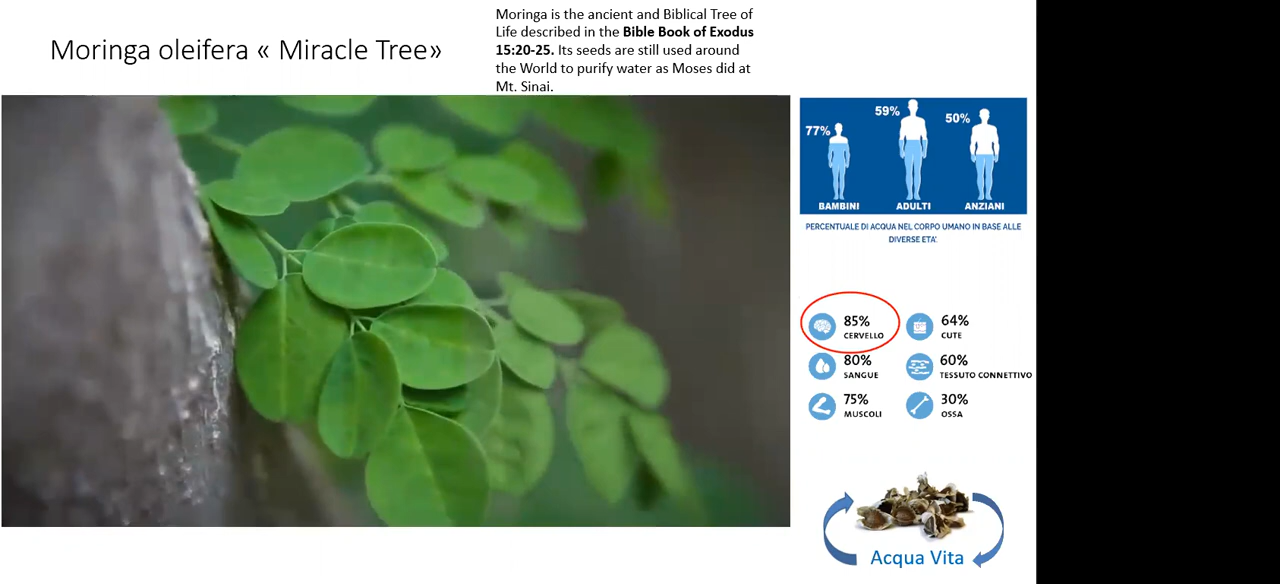 Moringa oleifera « Miracle Tree»
Moringa is the ancient and Biblical Tree of
Life described in the Bible Book of Exodus
15:20-25. Its seeds are still used around
the World to purify water as Moses did at
Mt. Sinai.
77%
59%
50%
BAMBINI
ADULTI
ANZIANI
PERCENTUALE DI ACQUA NEL CORPO UMANO IN BASE ALLE
DIVERSE ETA'.
85%
CERVELLO
64%
CUTE
80%
SANGUE
60%
TESSUTO CONNETTIVO
75%
MUSCOLI
30%
OSSA
Acqua Vita